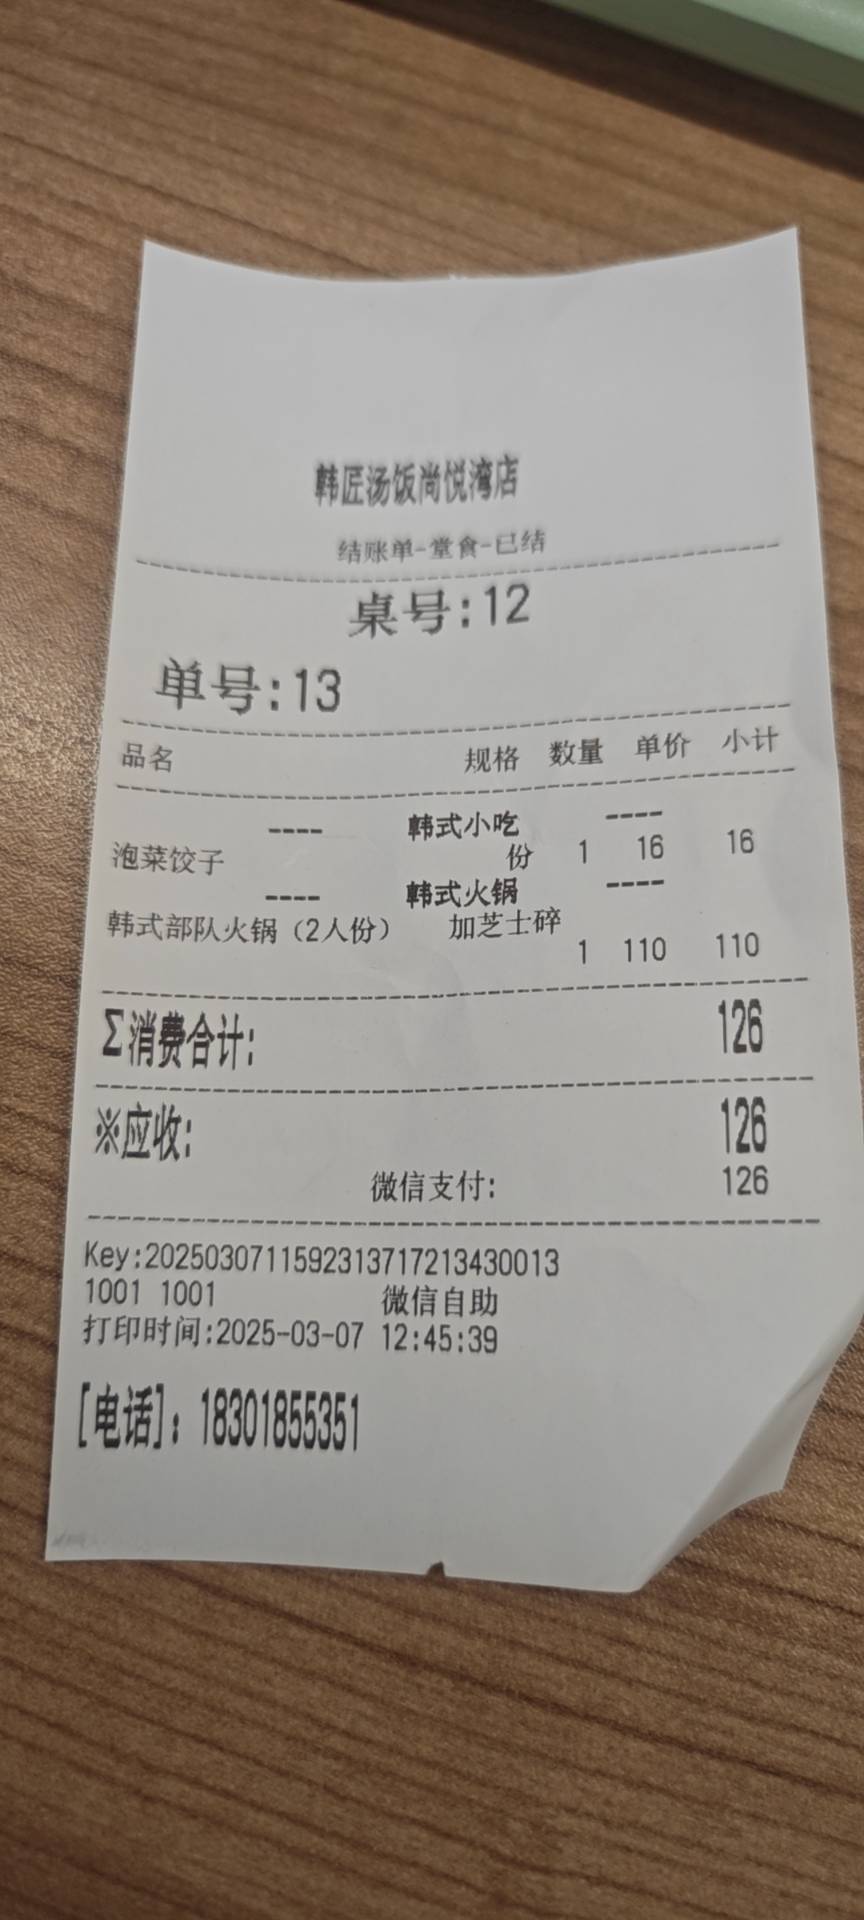 韩匠汤饭尚悦湾店
结账单-堂食-已结
桌号:12
单号:13
品名 规格 数量 单价 小计
---- 韩式小吃 ----
泡菜饺子 份 1 16 16
---- 韩式火锅 ----
韩式部队火锅（2人份） 加芝士碎
1 110 110
Σ消费合计: 126
※应收: 126
微信支付: 126
Key:20250307115923137172134300​13
1001 1001 微信自助
打印时间:2025-03-07 12:45:39
[电话]：18301855351